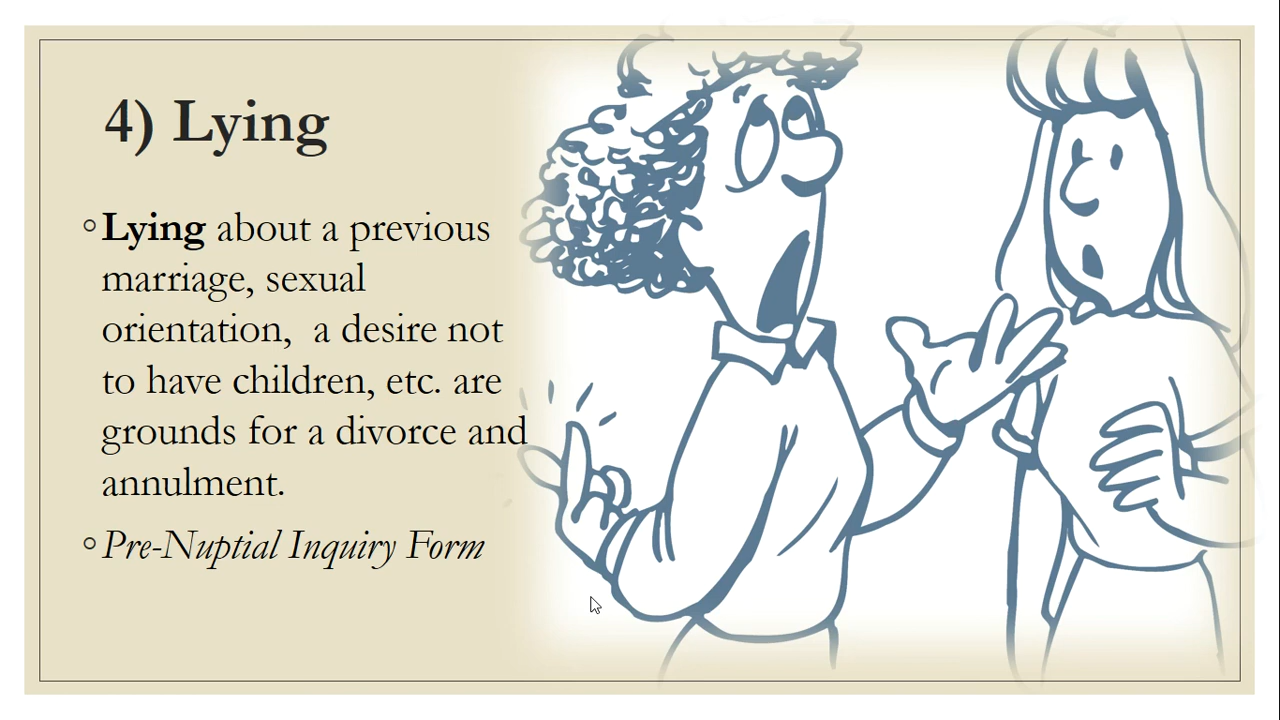 4) Lying
Lying about a previous
marriage, sexual
orientation,  a desire not
to have children, etc. are
grounds for a divorce and
annulment.
Pre-Nuptial Inquiry Form